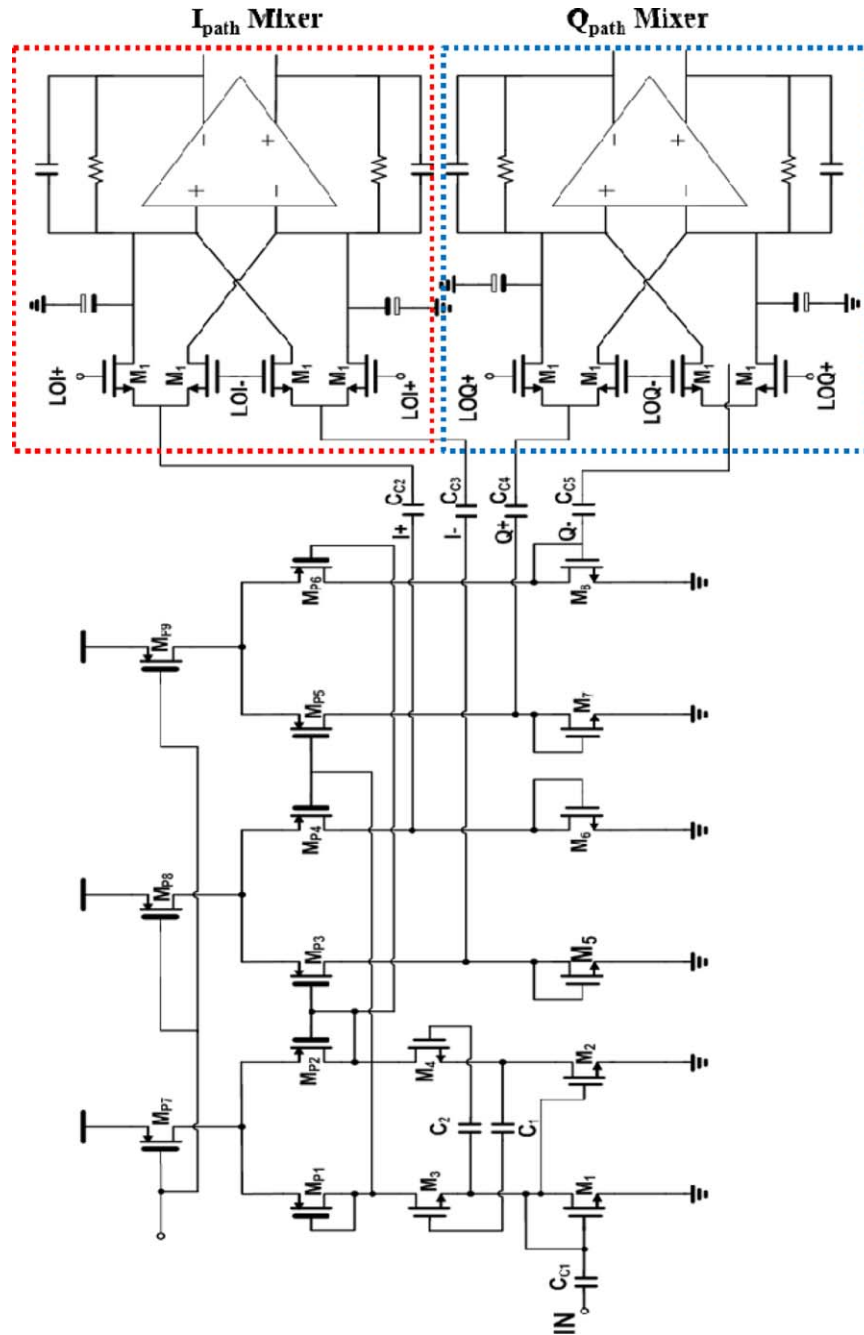 I path Mixer
Q path Mixer
+
+
LOI+
M1
M1
LOI-
M1
M1
LOI+
LOQ+
M1
M1
LOQ-
M1
M1
LOQ+
I+
CC2
I-
CC3
Q+
CC4
Q-
CC5
MP9
MP6
M8
MP5
M7
MP8
MP4
M6
MP3
M5
MP7
MP2
M4
M2
C2
C1
MP1
M3
M1
CC1
IN